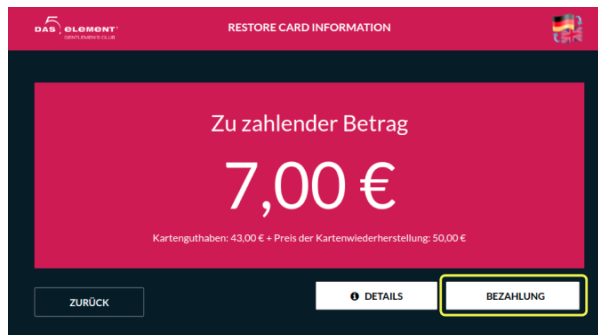 DAS 5. ELEMENT
GENTLEMEN'S CLUB
RESTORE CARD INFORMATION
Zu zahlender Betrag
7,00 €
Kartenguthaben: 43,00 € + Preis der Kartenwiederherstellung: 50,00 €
ZURÜCK
DETAILS
BEZAHLUNG